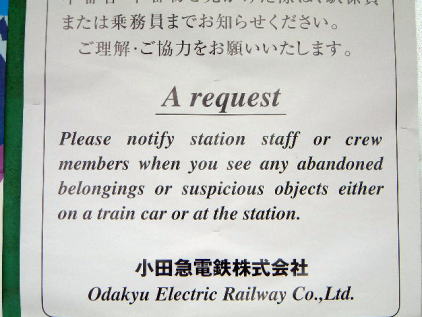 または乗務員までお知らせください。
ご理解・ご協力をお願いいたします。
A request
Please notify station staff or crew
members when you see any abandoned
belongings or suspicious objects either
on a train car or at the station.
小田急電鉄株式会社
Odakyu Electric Railway Co.,Ltd.